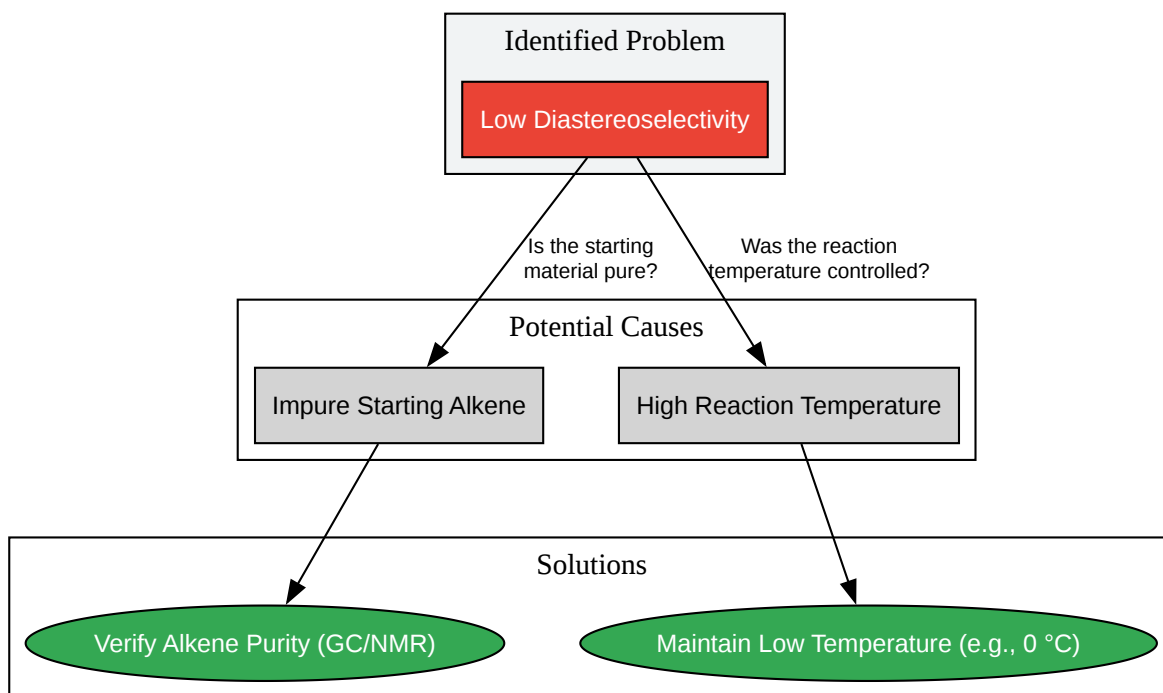 Identified Problem
Low Diastereoselectivity
Is the starting
material pure?
Was the reaction
temperature controlled?
Potential Causes
Impure Starting Alkene
High Reaction Temperature
Solutions
Verify Alkene Purity (GC/NMR)
Maintain Low Temperature (e.g., 0 °C)